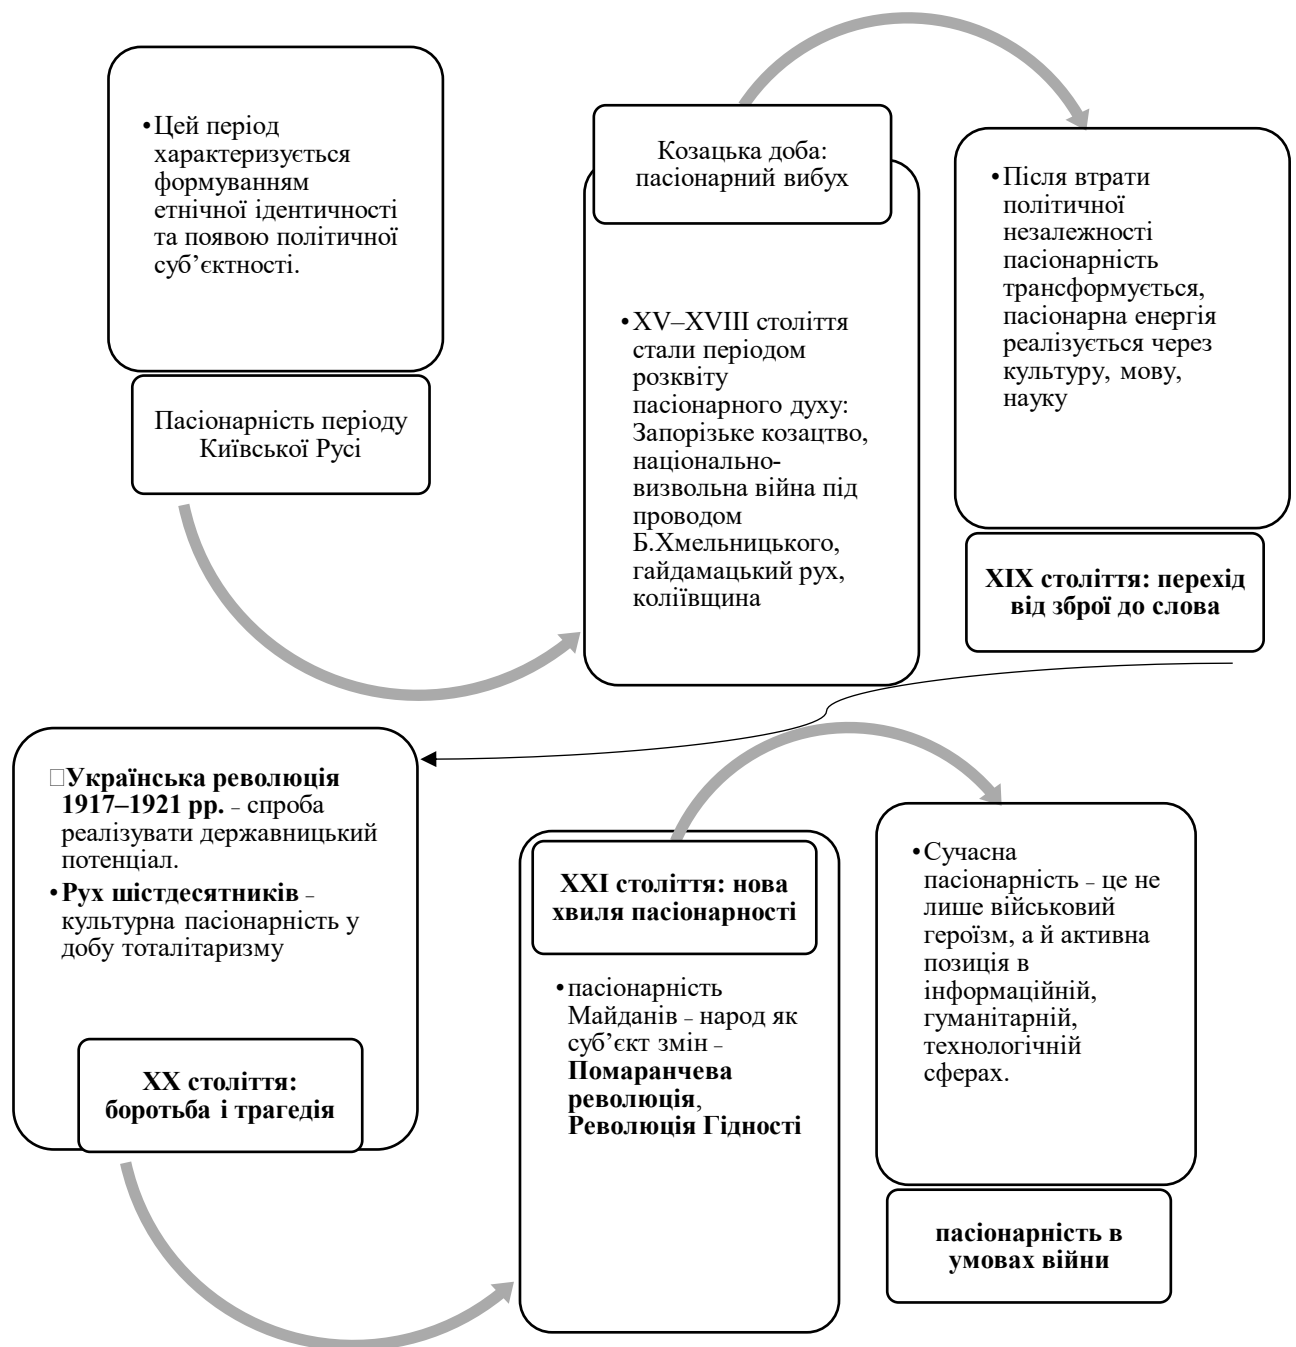 •Цей період
характеризується
формуванням
етнічної ідентичності
та появою політичної
суб’єктності.
Пасіонарність періоду
Київської Русі
Козацька доба:
пасіонарний вибух
•XV–XVIII століття
стали періодом
розквіту
пасіонарного духу:
Запорізьке козацтво,
національно-
визвольна війна під
проводом
Б.Хмельницького,
гайдамацький рух,
коліївщина
•Після втрати
політичної
незалежності
пасіонарність
трансформується,
пасіонарна енергія
реалізується через
культуру, мову,
науку
XIX століття: перехід
від зброї до слова
□Українська революція
1917–1921 рр. – спроба
реалізувати державницький
потенціал.
•Рух шістдесятників –
культурна пасіонарність у
добу тоталітаризму
XX століття:
боротьба і трагедія
XXI століття: нова
хвиля пасіонарності
•пасіонарність
Майданів – народ як
суб’єкт змін –
Помаранчева
революція,
Революція Гідності
•Сучасна
пасіонарність – це не
лише військовий
героїзм, а й активна
позиція в
інформаційній,
гуманітарній,
технологічній
сферах.
пасіонарність в
умовах війни